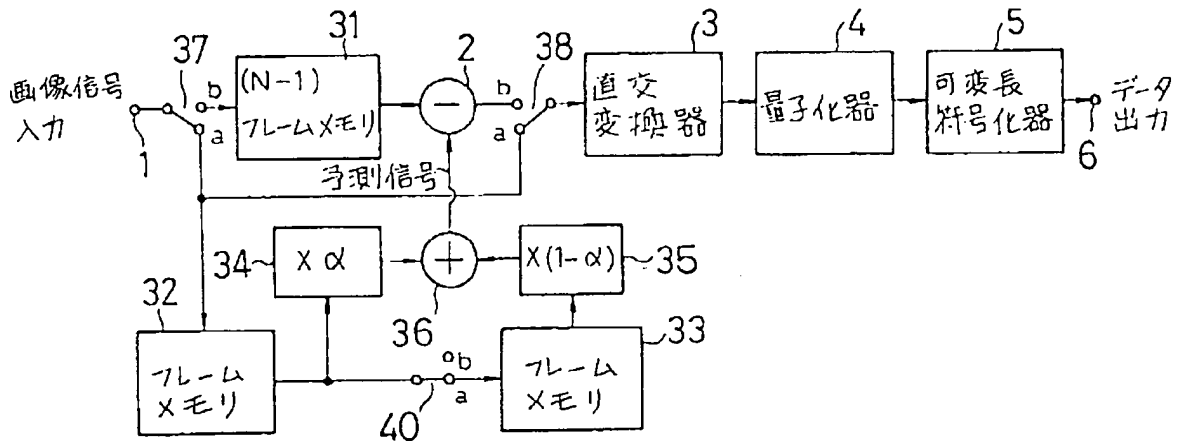 画像信号
入力
1
37
b
a
31
(N-1)
フレームメモリ
2
-
38
b
a
3
直交
変換器
4
量子化器
5
可変長
符号化器
データ
出力
6
予測信号
34
X α
+
36
X(1-α)
35
32
フレーム
メモリ
b
a
40
33
フレーム
メモリ